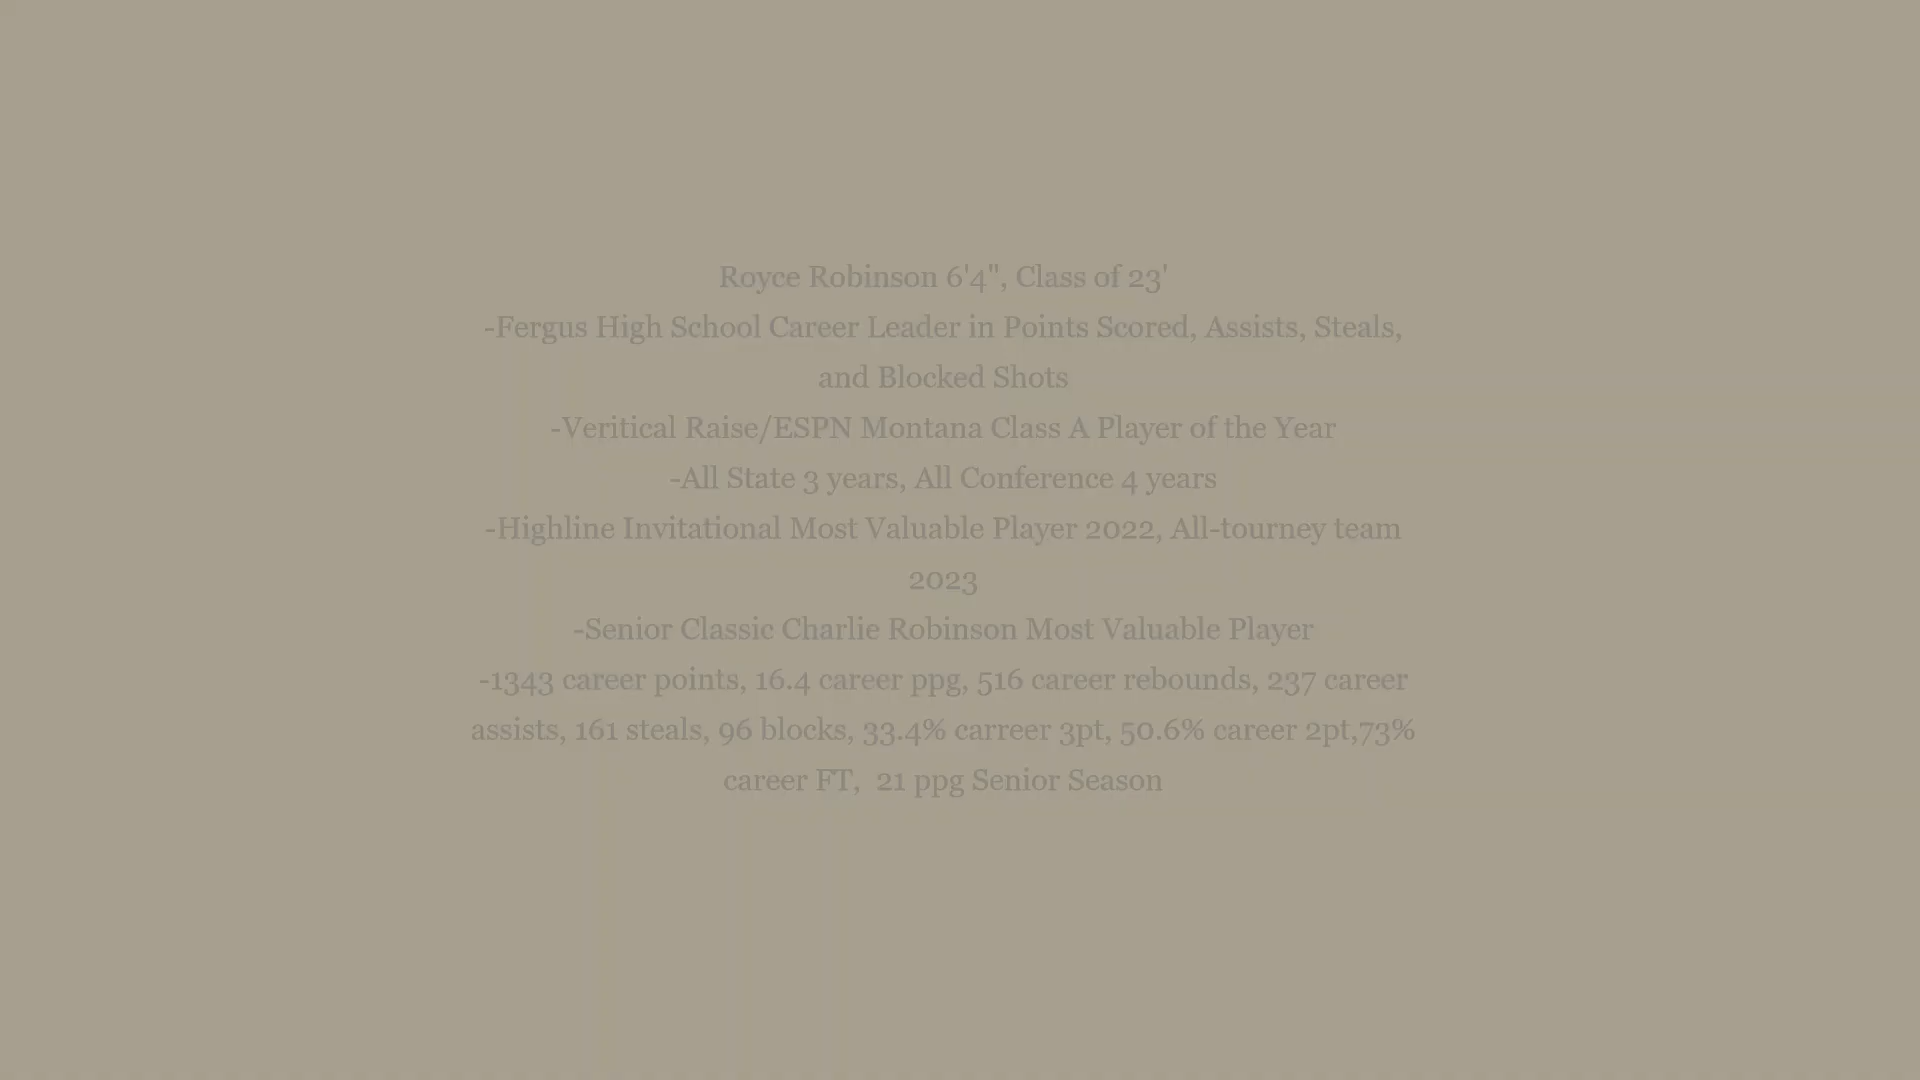 Royce Robinson 6'4", Class of 23'
-Fergus High School Career Leader in Points Scored, Assists, Steals,
and Blocked Shots
-Veritical Raise/ESPN Montana Class A Player of the Year
-All State 3 years, All Conference 4 years
-Highline Invitational Most Valuable Player 2022, All-tourney team
2023
-Senior Classic Charlie Robinson Most Valuable Player
-1343 career points, 16.4 career ppg, 516 career rebounds, 237 career
assists, 161 steals, 96 blocks, 33.4% carreer 3pt, 50.6% career 2pt,73%
career FT,  21 ppg Senior Season